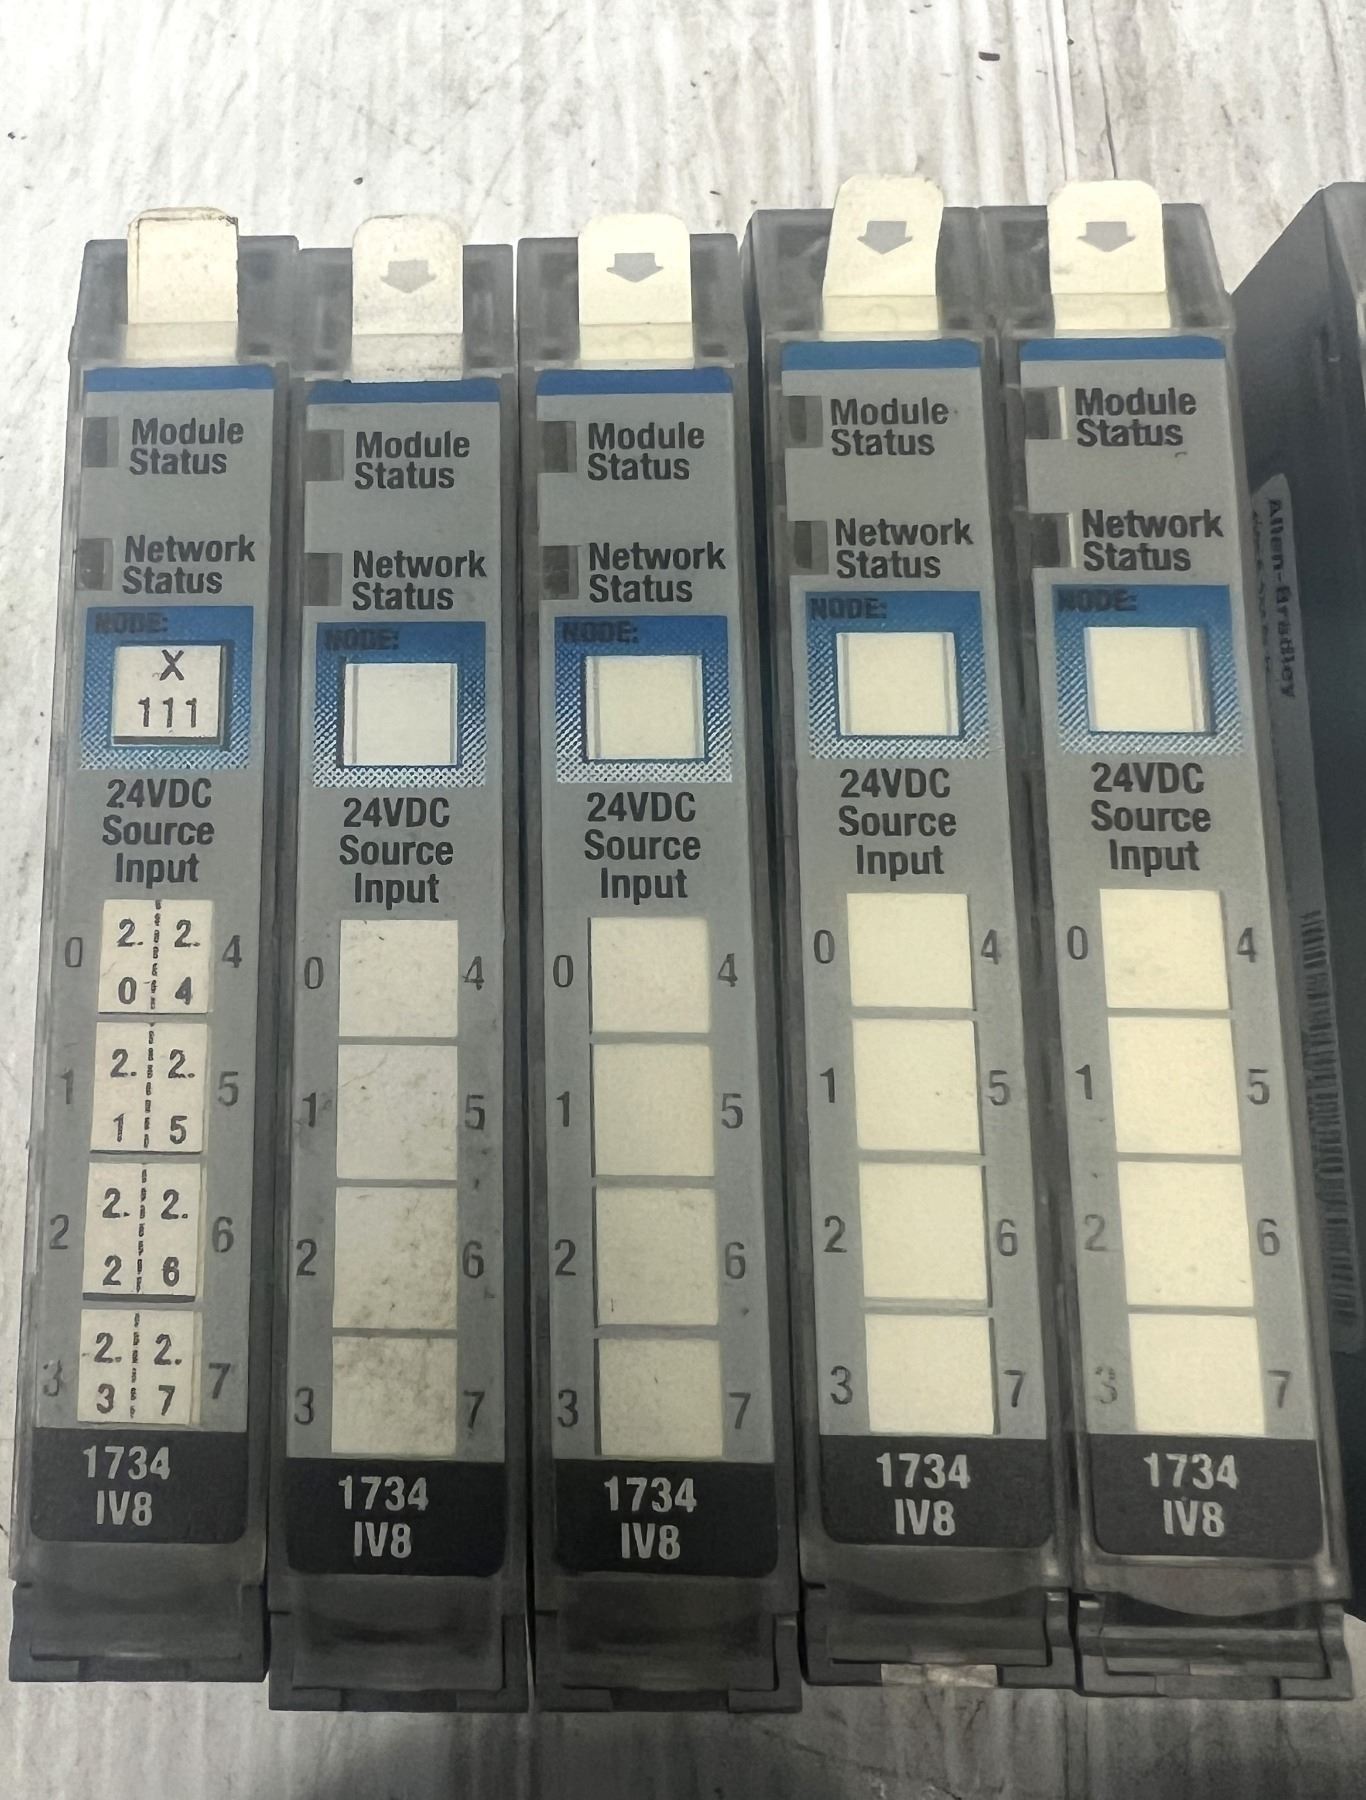 Module
Status
Network
Status
NODE:
X
111
24VDC
Source
Input
0 2. 2. 4
0 4
1 2. 2. 5
1 5
2 2. 2. 6
2 6
3 2. 2. 7
3 7
1734
IV8
Module
Status
Network
Status
NODE:
24VDC
Source
Input
0 4
1 5
2 6
3 7
1734
IV8
Module
Status
Network
Status
NODE:
24VDC
Source
Input
0 4
1 5
2 6
3 7
1734
IV8
Module
Status
Network
Status
NODE:
24VDC
Source
Input
0 4
1 5
2 6
3 7
1734
IV8
Module
Status
Network
Status
NODE:
24VDC
Source
Input
0 4
1 5
2 6
3 7
1734
IV8
Allen-Bradley